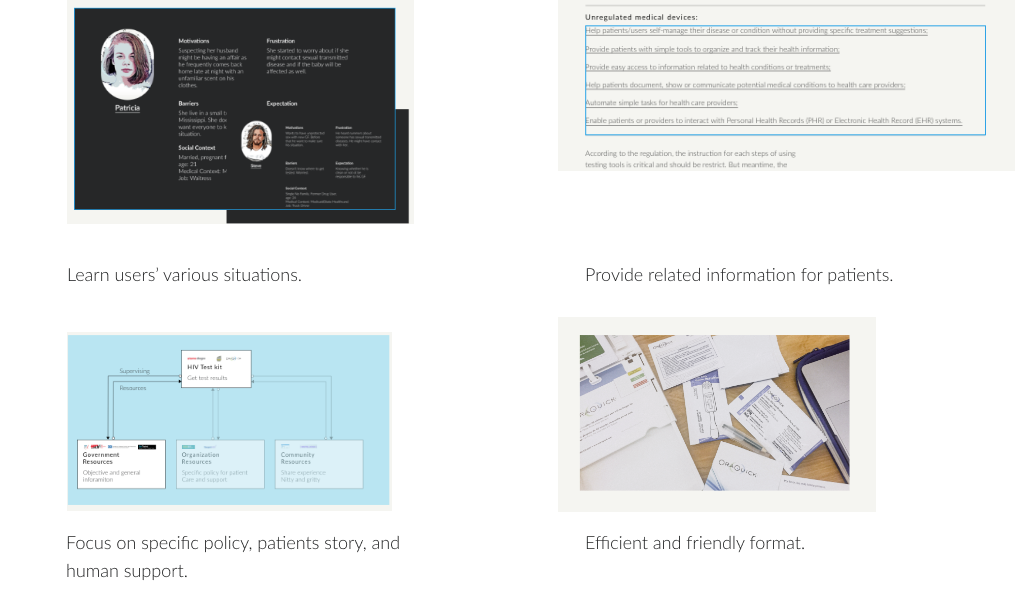 Motivations
Suspecting her husband
might be having an affair as
he frequently comes back
home late at night with an
unfamiliar scent on his
clothes.
Frustration
She started to worry about if she
might contact sexual transmitted
disease and if the baby will be
affected as well.
Patricia
Barriers
She live in a small t
Mississippi. She do
want everyone to k
situation.
Expectation
Social Context
Married, pregnant f
age: 21
Medical Context: M
Job: Waitress
Motivations
Frustration
Barriers
Expectation
Social Context
Unregulated medical devices:
Help patients/users self-manage their disease or condition without providing specific treatment suggestions;
Provide patients with simple tools to organize and track their health information;
Provide easy access to information related to health conditions or treatments;
Help patients document, show or communicate potential medical conditions to health care providers;
Automate simple tasks for health care providers;
Enable patients or providers to interact with Personal Health Records (PHR) or Electronic Health Record (EHR) systems.
According to the regulation, the instruction for each steps of using
testing tools is critical and should be restrict. But meantime, the
Learn users’ various situations.
Provide related information for patients.
HIV Test kit
Get test results
Supervising
Resources
Government
Resources
Objective and general
inforamtion
Organization
Resources
Specific policy for patient
Care and support
Community
Resources
Share experience
Nitty and gritty
ORAQUICK
ORAQUICK
ORAQUICK
Focus on specific policy, patients story, and
human support.
Efficient and friendly format.